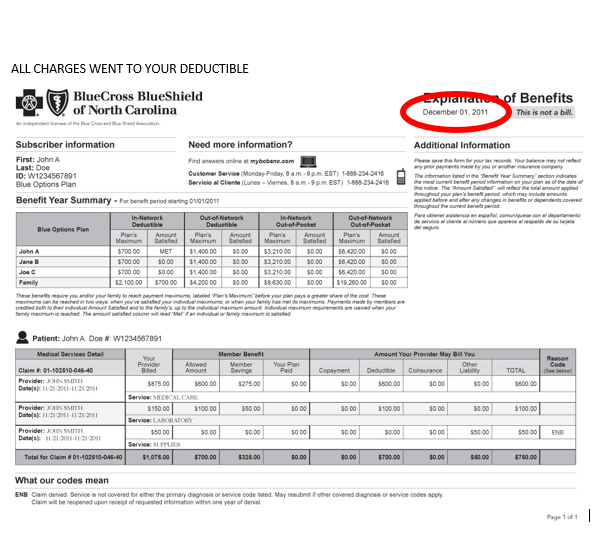 ALL CHARGES WENT TO YOUR DEDUCTIBLE
BlueCross BlueShield
of North Carolina
An independent licensee of the Blue Cross and Blue Shield Association.
Explanation of Benefits
December 01, 2011
This is not a bill.
Subscriber information
First: John A
Last: Doe
ID: W1234567891
Blue Options Plan
Need more information?
Find answers online at mybcbsnc.com
Customer Service (Monday-Friday, 8 a.m. - 9 p.m. EST) 1-888-234-2416
Servicio al Cliente (Lunes – Viernes, 8 a.m. - 9 p.m. EST) 1-888-234-2416
Additional Information
Please save this form for your tax records. Your balance may not reflect
any prior payments made by you or another insurance company.
The information listed in the "Benefit Year Summary" section indicates
the most current benefit period information on your plan as of the date of
this notice. The "Amount Satisfied" will reflect the total amount applied
throughout your plan's benefit period, which may include amounts
applied before and after any changes in benefits or dependents covered
throughout the current benefit period.
Para obtener asistencia en español, comuníquese con el departamento
de servicio al cliente al número que aparece al respaldo de su tarjeta
del seguro.
Benefit Year Summary - For benefit period starting 01/01/2011
Blue Options Plan
In-Network Deductible
Out-of-Network Deductible
In-Network Out-of-Pocket
Out-of-Network Out-of-Pocket
Plan's Maximum Amount Satisfied Plan's Maximum Amount Satisfied Plan's Maximum Amount Satisfied Plan's Maximum Amount Satisfied
John A $700.00 MET $1,400.00 $0.00 $3,210.00 $0.00 $6,420.00 $0.00
Jane B $700.00 $0.00 $1,400.00 $0.00 $3,210.00 $0.00 $6,420.00 $0.00
Joe C $700.00 $0.00 $1,400.00 $0.00 $3,210.00 $0.00 $6,420.00 $0.00
Family $2,100.00 $700.00 $4,200.00 $0.00 $9,630.00 $0.00 $19,260.00 $0.00
These benefits require you and/or your family to reach payment maximums, labeled "Plan's Maximum," before your plan pays a greater share of the cost. These
maximums can be reached in two ways: when you've satisfied your individual maximums, or when your family has met its maximums. Payments made by members are
credited both to their individual Amount Satisfied and to the family's, up to the individual maximum amount. Individual maximum requirements are waived when your
family maximum is reached. The amount satisfied column will read "Met" if an individual or family maximum is satisfied.
Patient: John A. Doe #: W1234567891
Medical Services Detail
Claim #: 01-102510-046-40
Your Provider Billed
Member Benefit
Amount Your Provider May Bill You
Reason Code (See below)
Allowed Amount Member Savings Your Plan Paid Copayment Deductible Coinsurance Other Liability TOTAL
Provider: JOHN SMITH
Date(s): 11/21/2011-11/21/2011
$875.00 $600.00 $275.00 $0.00 $0.00 $600.00 $0.00 $0.00 $600.00
Service: MEDICAL CARE
Provider: JOHN SMITH
Date(s): 11/21/2011-11/21/2011
$150.00 $100.00 $50.00 $0.00 $0.00 $100.00 $0.00 $0.00 $100.00
Service: LABORATORY
Provider: JOHN SMITH
Date(s): 11/21/2011-11/21/2011
$50.00 $0.00 $0.00 $0.00 $0.00 $0.00 $0.00 $50.00 $50.00 ENB
Service: SUPPLIES
Total for Claim # 01-102510-046-40 $1,075.00 $700.00 $325.00 $0.00 $0.00 $700.00 $0.00 $50.00 $750.00
What our codes mean
ENB Claim denied. Service is not covered for either the primary diagnosis or service code listed. May resubmit if other covered diagnosis or service codes apply.
Claim will be reopened upon receipt of requested information within one year of denial.
Page 1 of 1